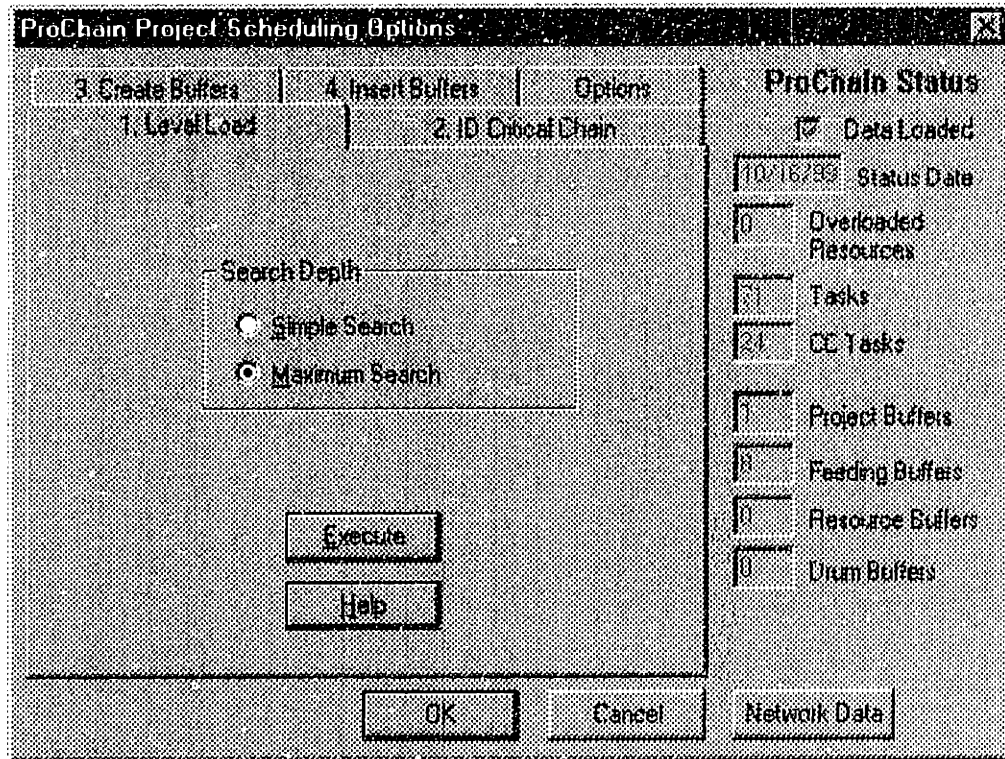 ProChain Project Scheduling Options
3. Create Buffers
4. Insert Buffers
Options
1. Level Load
2. ID Critical Chain
Search Depth
Simple Search
Maximum Search
Execute
Help
OK
Cancel
Network Data
ProChain Status
Data Loaded
Status Date
0 Overloaded
Resources
71 Tasks
24 CC Tasks
1 Project Buffers
8 Feeding Buffers
0 Resource Buffers
0 Drum Buffers